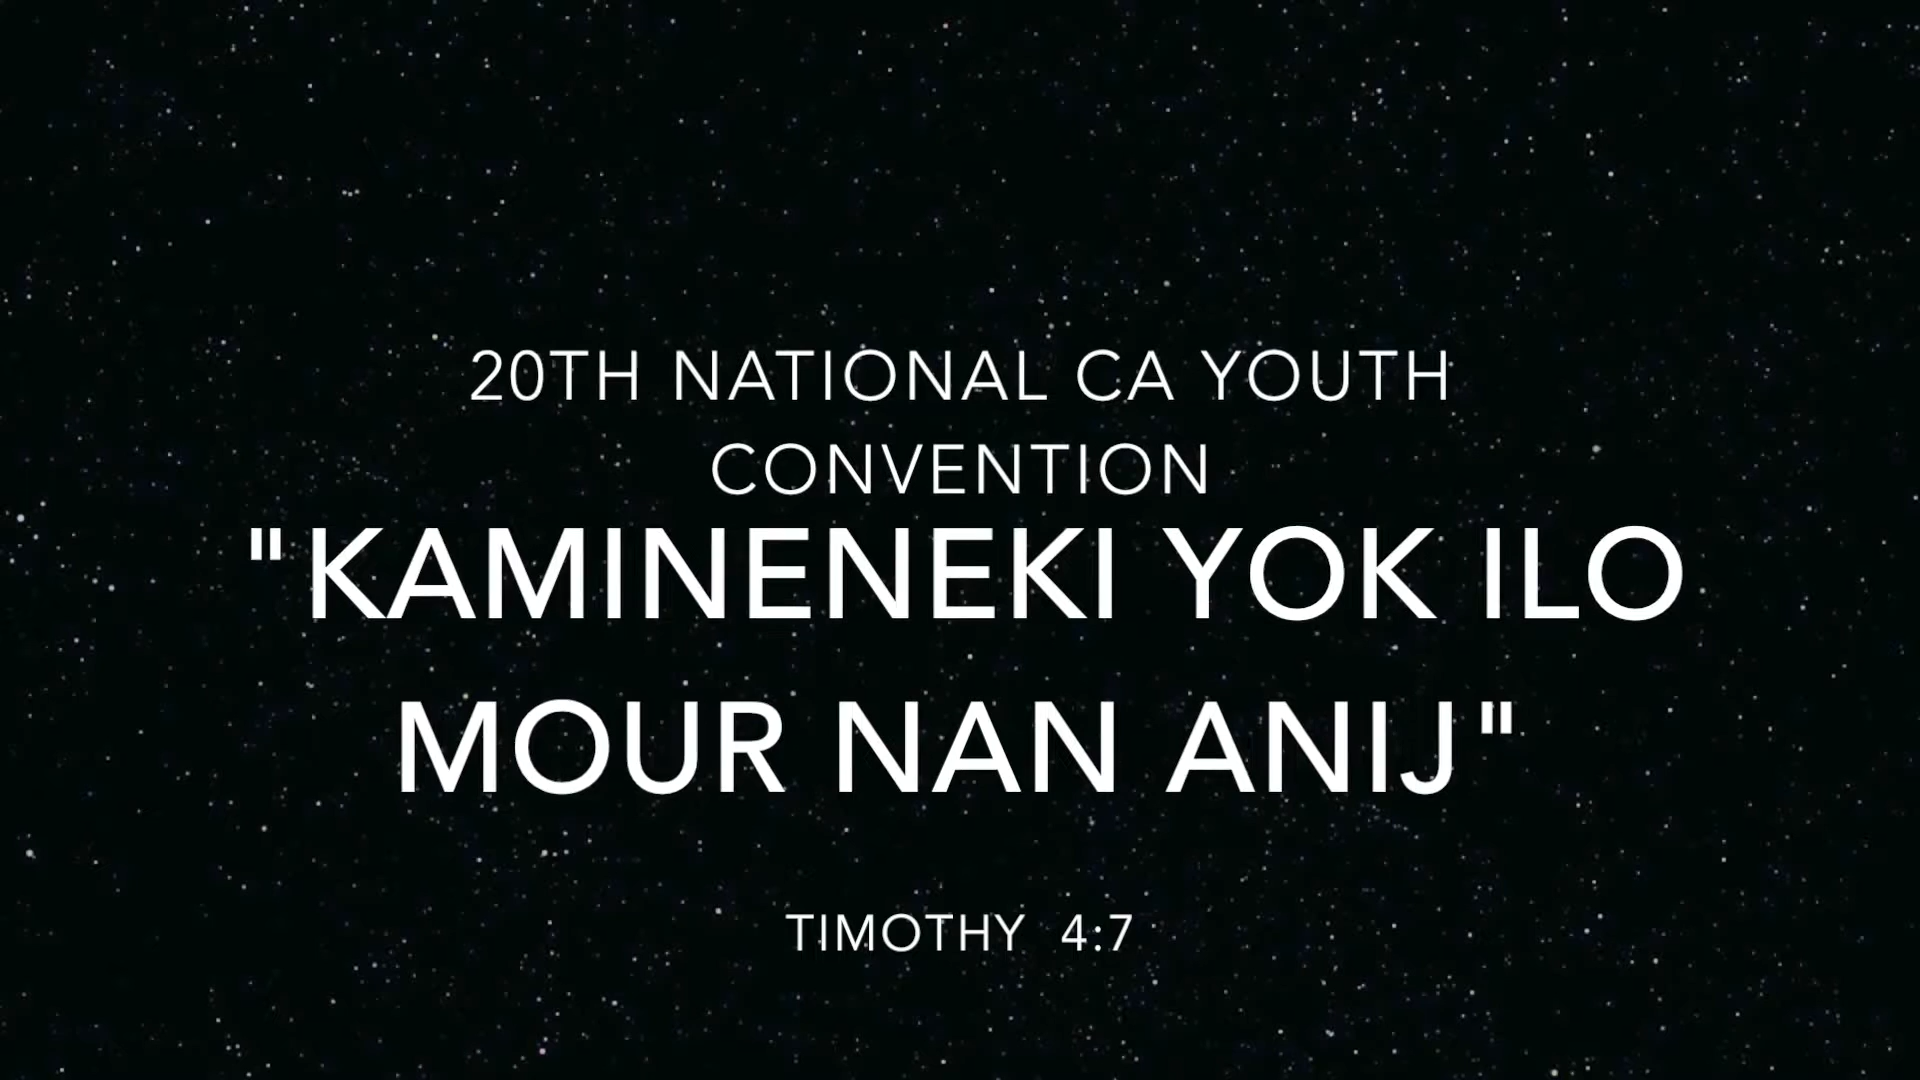 20TH NATIONAL CA YOUTH
CONVENTION
"KAMINENEKI YOK ILO
MOUR NAN ANIJ"
TIMOTHY 4:7